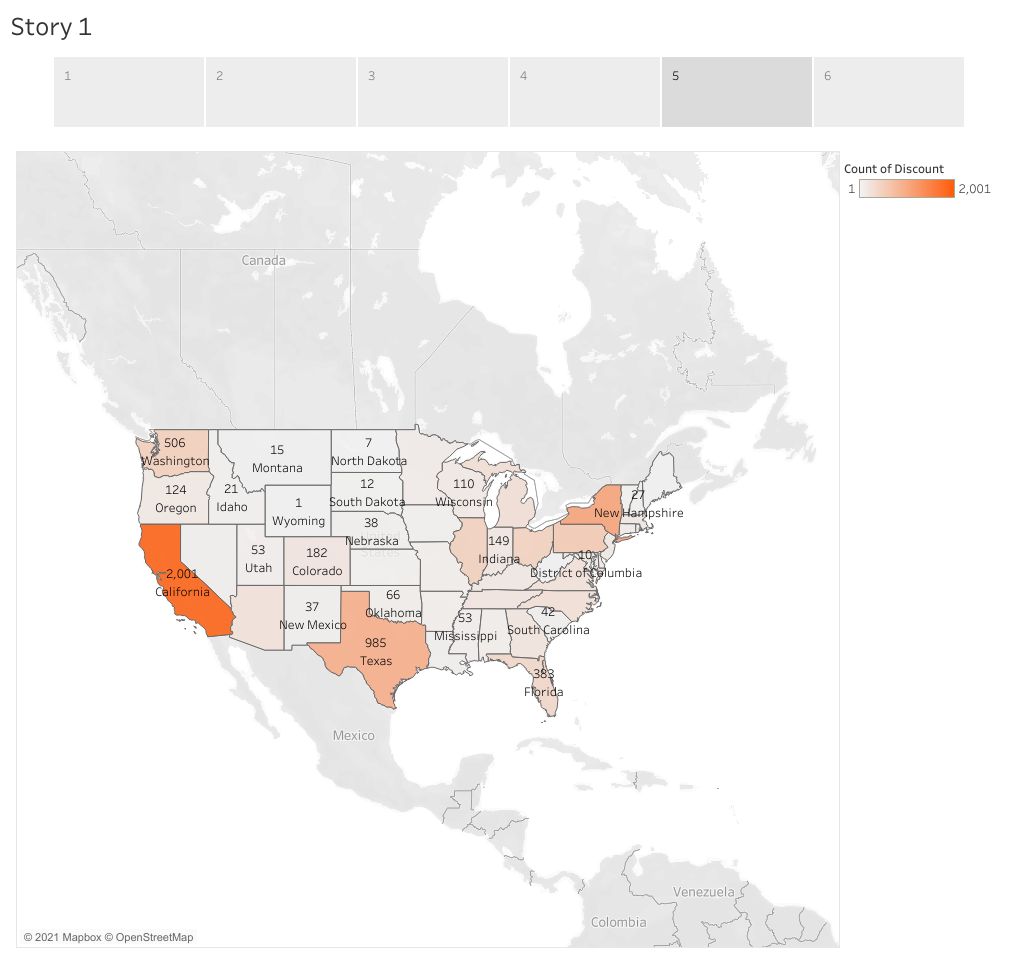 Story 1
1
2
3
4
5
6
Count of Discount
1
2,001
Canada
506
Washington
15
Montana
7
North Dakota
124
Oregon
21
Idaho
12
South Dakota
110
Wisconsin
27
New Hampshire
1
Wyoming
38
Nebraska
States
53
Utah
182
Colorado
149
Indiana
10
District of Columbia
2,001
California
37
New Mexico
66
Oklahoma
53
Mississippi
42
South Carolina
985
Texas
383
Florida
Mexico
Venezuela
Colombia
© 2021 Mapbox © OpenStreetMap